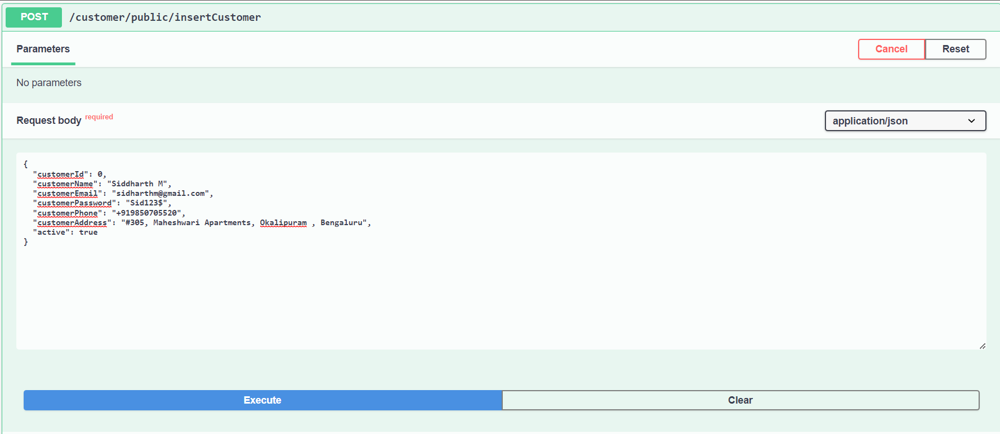 POST /customer/public/insertCustomer
Parameters
Cancel Reset
No parameters
Request body required
application/json
{
"customerId": 0,
"customerName": "Siddharth M",
"customerEmail": "sidharthm@gmail.com",
"customerPassword": "Sid123$",
"customerPhone": "+919850705520",
"customerAddress": "#305, Maheshwari Apartments, Okalipuram , Bengaluru",
"active": true
}
Execute Clear